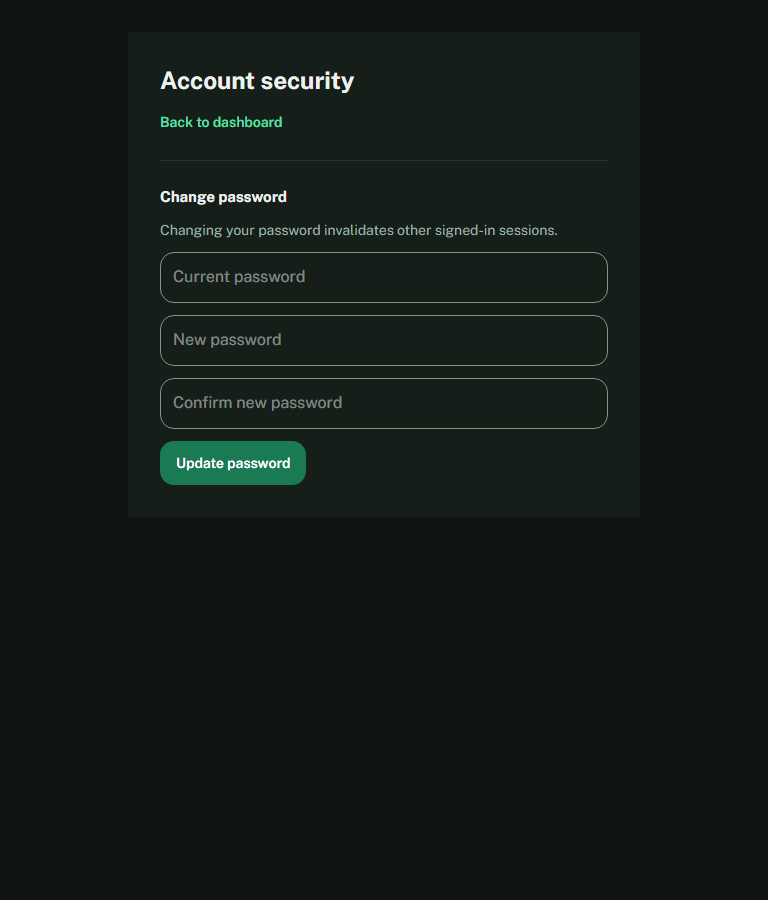 Account security
Back to dashboard
Change password
Changing your password invalidates other signed-in sessions.
Current password
New password
Confirm new password
Update password